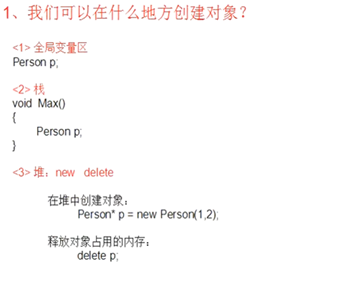 1、我们可以在什么地方创建对象？
<1> 全局变量区
Person p;
<2> 栈
void Max()
{
Person p;
}
<3> 堆：new delete
在堆中创建对象：
Person* p = new Person(1,2);
释放对象占用的内存：
delete p;